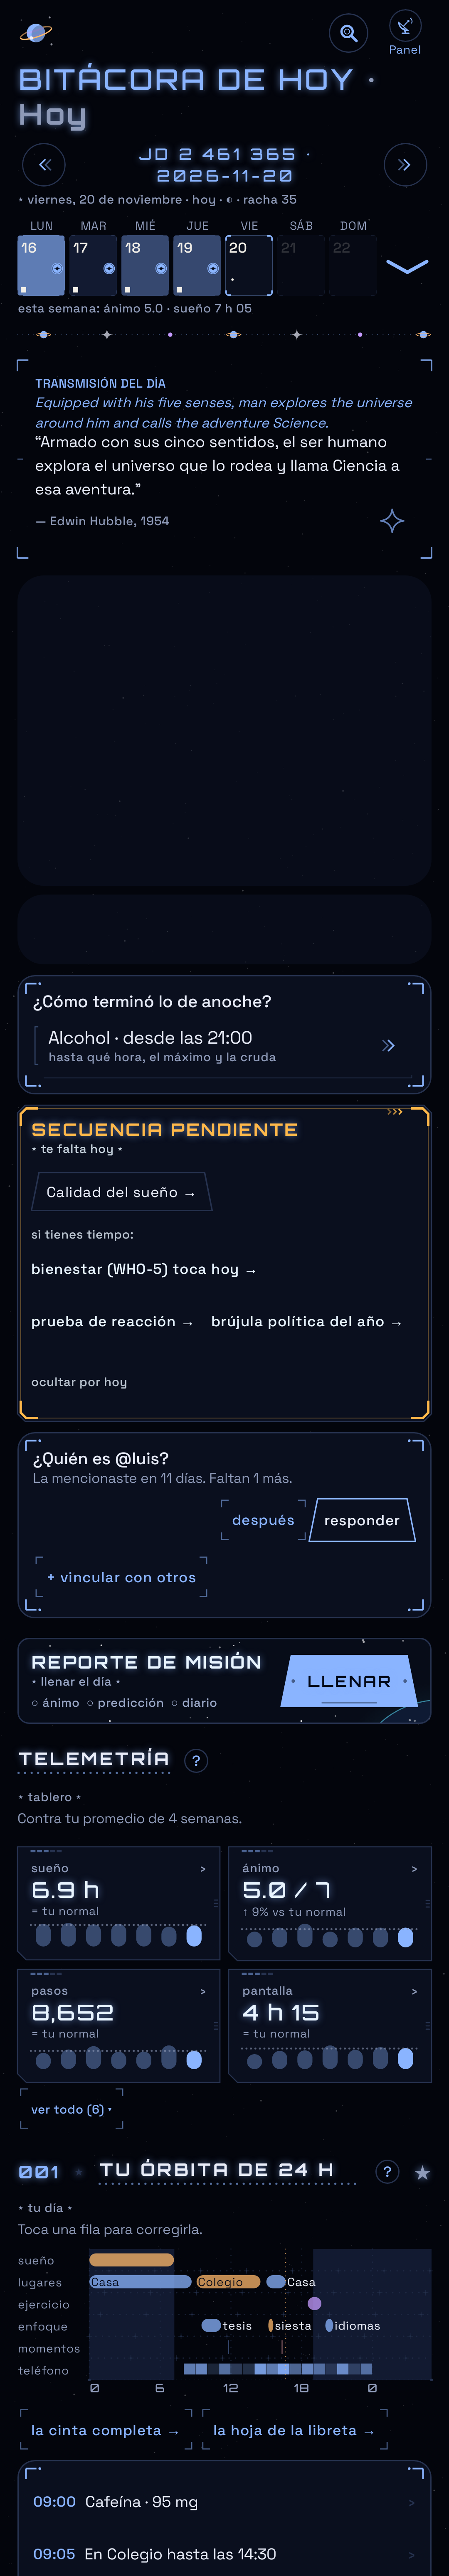 Panel
BITÁCORA DE HOY ·
Hoy
JD 2 461 365 ·
2026-11-20
viernes, 20 de noviembre · hoy · · racha 35
LUN MAR MIÉ JUE VIE SÁB DOM
16 17 18 19 20 21 22
esta semana: ánimo 5.0 · sueño 7 h 05
TRANSMISIÓN DEL DÍA
Equipped with his five senses, man explores the universe
around him and calls the adventure Science.
“Armado con sus cinco sentidos, el ser humano
explora el universo que lo rodea y llama Ciencia a
esa aventura.”
— Edwin Hubble, 1954
¿Cómo terminó lo de anoche?
Alcohol · desde las 21:00
hasta qué hora, el máximo y la cruda
SECUENCIA PENDIENTE
te falta hoy
Calidad del sueño →
si tienes tiempo:
bienestar (WHO-5) toca hoy →
prueba de reacción → brújula política del año →
ocultar por hoy
¿Quién es @luis?
La mencionaste en 11 días. Faltan 1 más.
después responder
+ vincular con otros
REPORTE DE MISIÓN
llenar el día
○ ánimo ○ predicción ○ diario
LLENAR
TELEMETRÍA ?
tablero
Contra tu promedio de 4 semanas.
sueño >
6.9 h
= tu normal
ánimo >
5.0 / 7
↑ 9% vs tu normal
pasos >
8,652
= tu normal
pantalla >
4 h 15
= tu normal
ver todo (6)
001 TU ÓRBITA DE 24 H ?
tu día
Toca una fila para corregirla.
sueño
lugares Casa Colegio Casa
ejercicio
enfoque tesis siesta idiomas
momentos
teléfono
0 6 12 18 0
la cinta completa → la hoja de la libreta →
09:00 Cafeína · 95 mg >
09:05 En Colegio hasta las 14:30 >